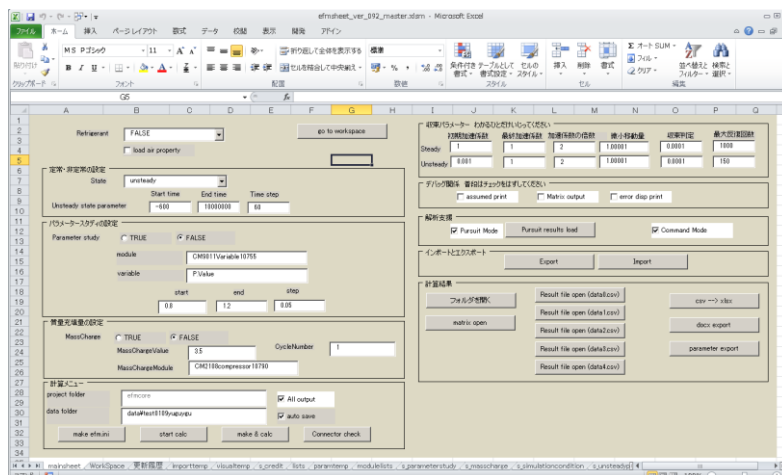 efmsheet_ver_092_master.xlsm - Microsoft Excel
ファイル ホーム 挿入 ページ レイアウト 数式 データ 校閲 表示 開発 アドイン
MS Pゴシック 11 折り返して全体を表示する 標準 Σ オート SUM
貼り付け セルを結合して中央揃え 条件付き書式 テーブルとして書式設定 セルのスタイル 挿入 削除 書式 フィル クリア 並べ替えとフィルター 検索と選択
クリップボード フォント 配置 数値 スタイル セル 編集
G5 fx
A B C D E F G H I J K L M N O P
Refrigerant FALSE go to workspace
load air property
定常・非定常の設定
State unsteady
Start time End time Time step
Unsteady state parameter -600 10000000 60
パラメータースタディの設定
Parameter study TRUE FALSE
module CM5011Variable10755
variable P.Value
start end step
0.8 1.2 0.05
質量充填量の設定
MassCharge TRUE FALSE
MassChargeValue 3.5 CycleNumber 1
MassChargeModule CM2100compressor10790
計算メニュー
project folder efmcore All output
data folder data¥test0109yupuypu auto save
make efm.ini start calc make & calc Connector check
収束パラメーター わかるひとだけいじってください
初期加速係数 最終加速係数 加速係数の倍数 最小移動量 収束判定 最大反復回数
Steady 1 1 2 1.00001 0.0001 1000
Unsteady 0.001 1 2 1.00001 0.0001 150
デバッグ関係 普段はチェックをはずしてください
assumed print Matrix output error disp print
解析支援
Pursuit Mode Pursuit results load Command Mode
インポートとエクスポート
Export Import
計算結果
フォルダを開く Result file open (data0.csv) csv --> xlsx
matrix open Result file open (data1.csv) docx export
Result file open (data2.csv) parameter export
Result file open (data3.csv)
Result file open (data4.csv)
mainsheet WorkSpace 更新履歴 importtemp visualtemp s_credit lists paramtemp modulelists s_parameterstudy s_masscharge s_simulationcondition